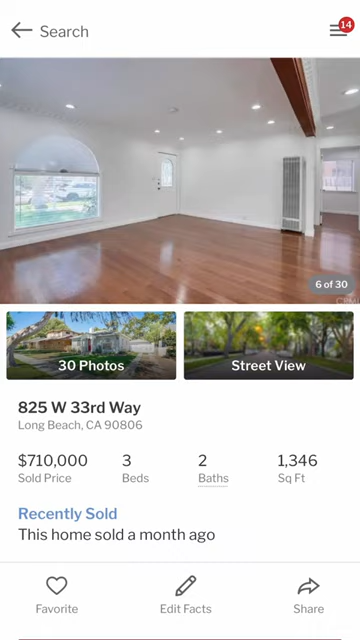 Search
14
6 of 30
CRMLS
30 Photos
Street View
825 W 33rd Way
Long Beach, CA 90806
$710,000 3 2 1,346
Sold Price Beds Baths Sq Ft
Recently Sold
This home sold a month ago
Favorite Edit Facts Share